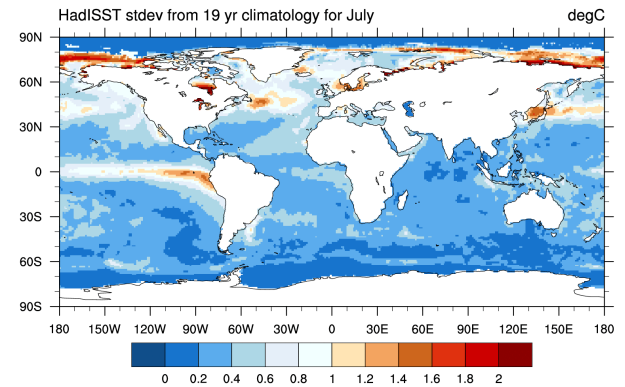 HadISST stdev from 19 yr climatology for July degC
90N
60N
30N
0
30S
60S
90S
180 150W 120W 90W 60W 30W 0 30E 60E 90E 120E 150E 180
0 0.2 0.4 0.6 0.8 1 1.2 1.4 1.6 1.8 2